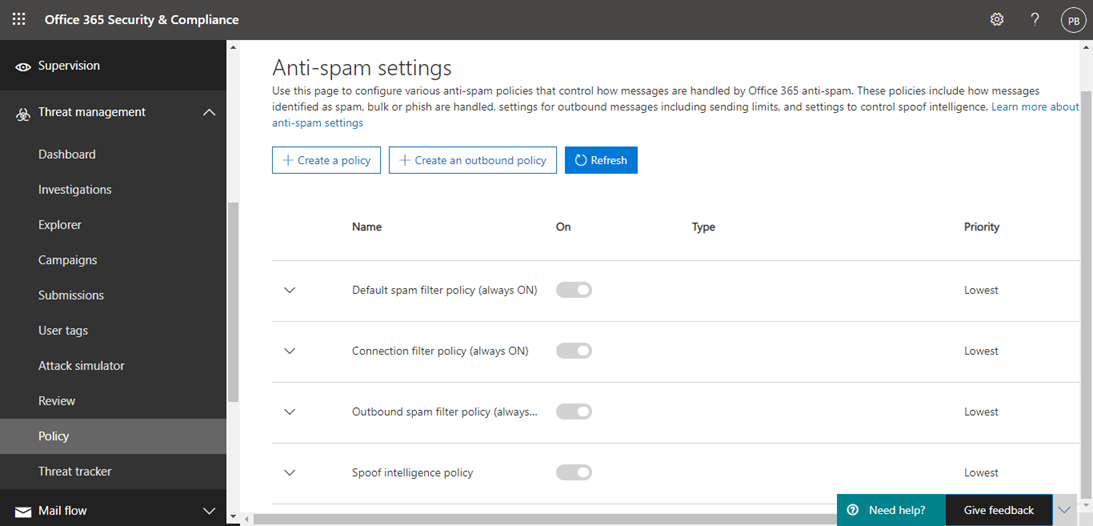 Office 365 Security & Compliance
?
PB
Supervision
Threat management
Dashboard
Investigations
Explorer
Campaigns
Submissions
User tags
Attack simulator
Review
Policy
Threat tracker
Mail flow
Anti-spam settings
Use this page to configure various anti-spam policies that control how messages are handled by Office 365 anti-spam. These policies include how messages
identified as spam, bulk or phish are handled, settings for outbound messages including sending limits, and settings to control spoof intelligence. Learn more about
anti-spam settings
+ Create a policy
+ Create an outbound policy
Refresh
Name On Type Priority
Default spam filter policy (always ON) Lowest
Connection filter policy (always ON) Lowest
Outbound spam filter policy (always... Lowest
Spoof intelligence policy Lowest
? Need help?
Give feedback